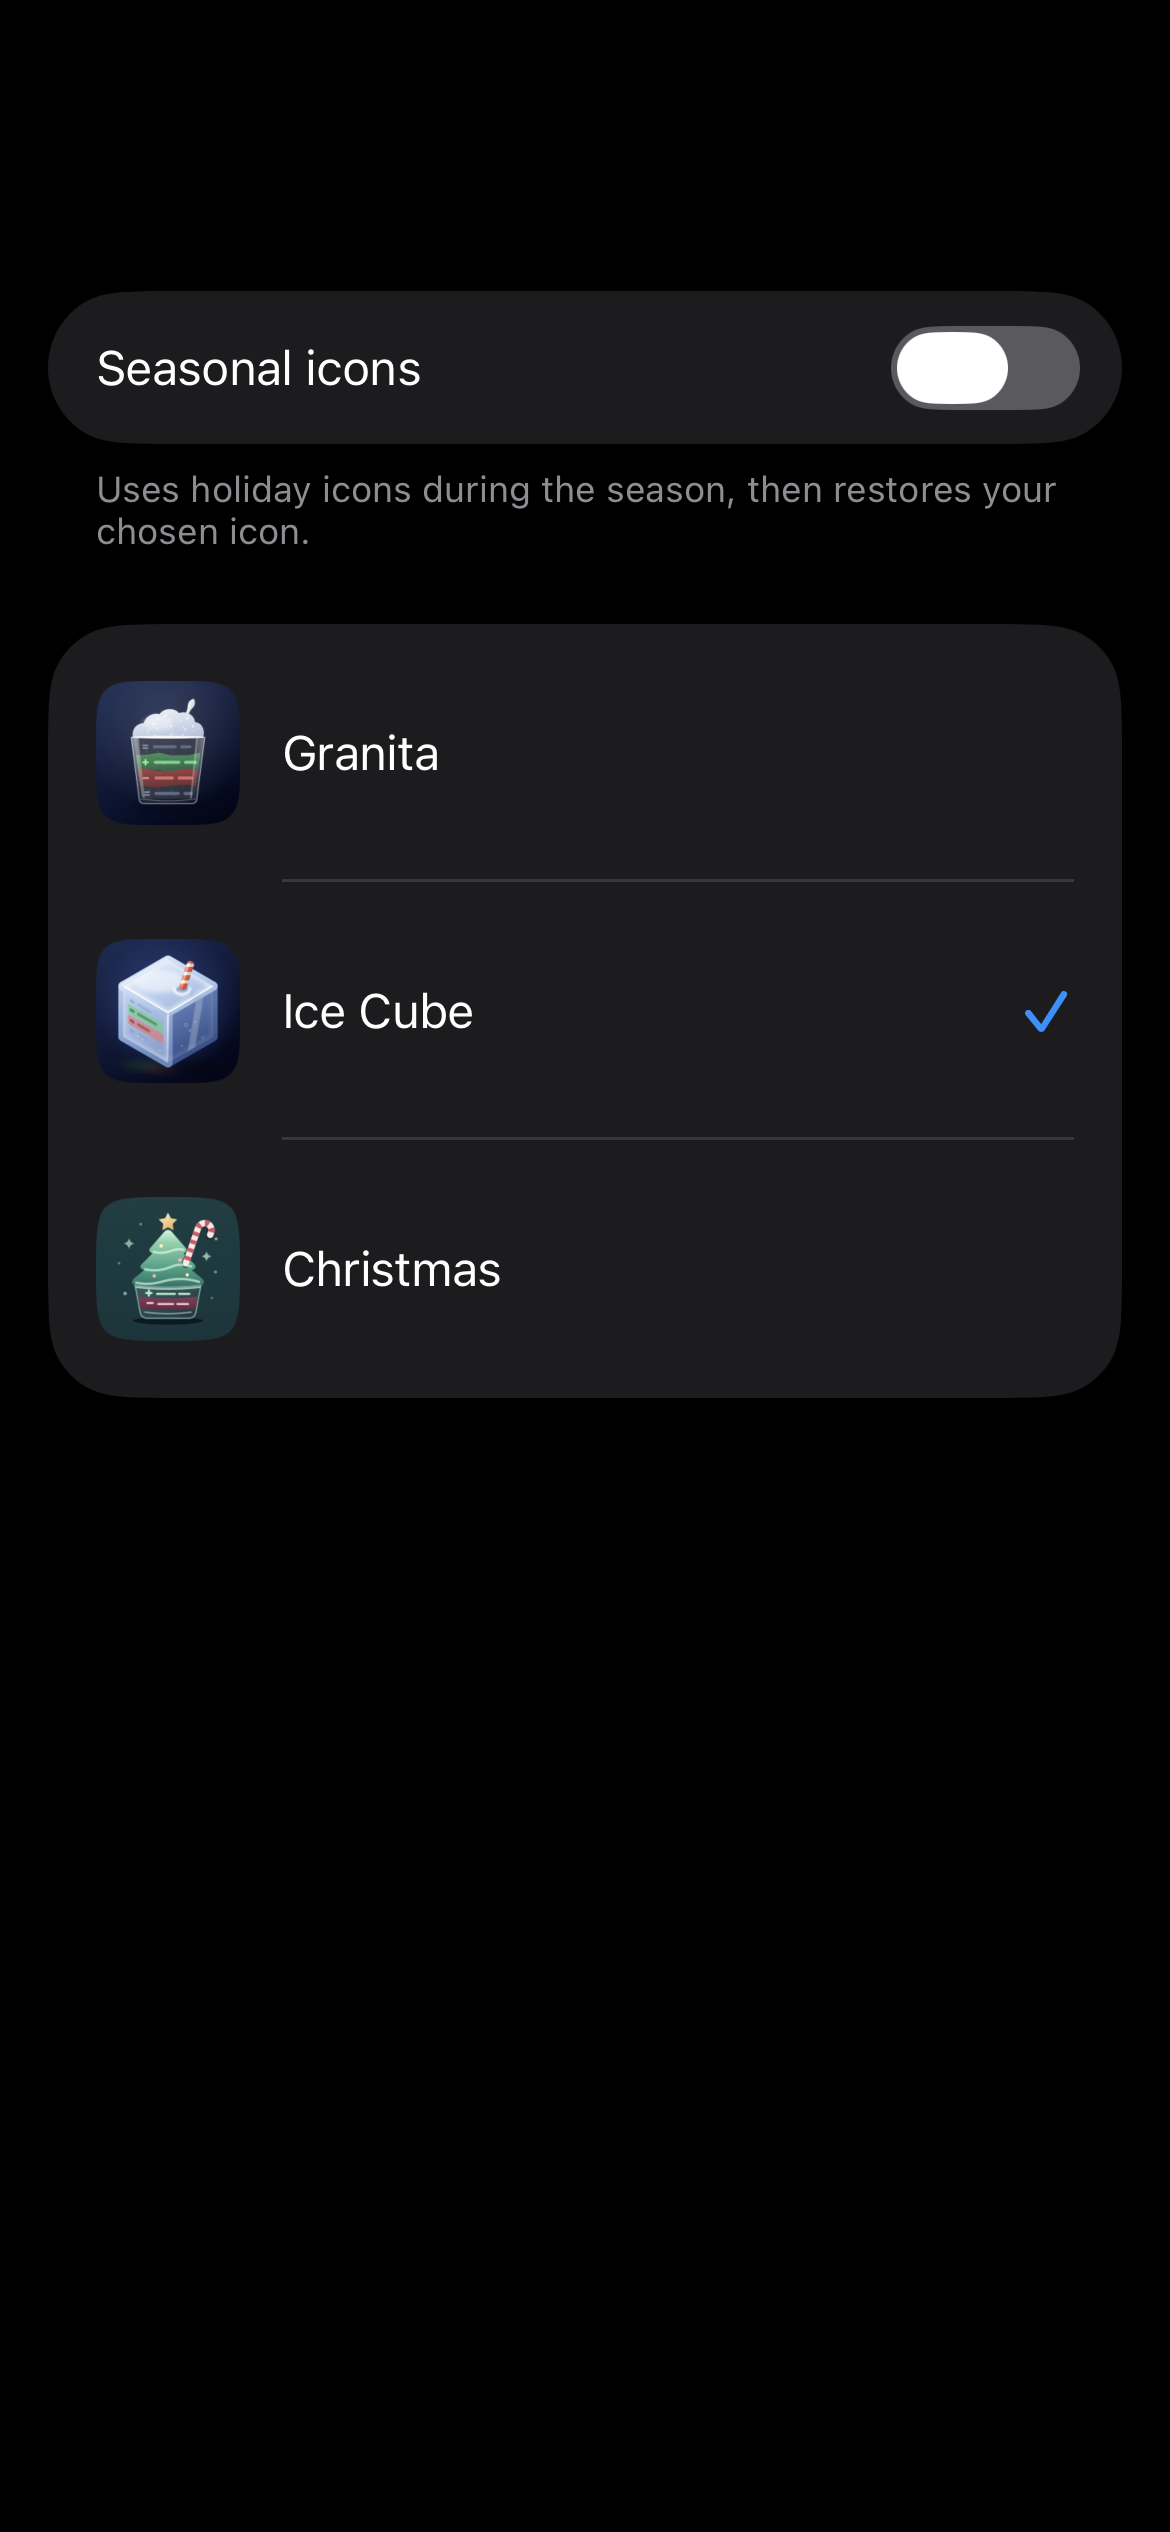 Seasonal icons
Uses holiday icons during the season, then restores your
chosen icon.
Granita
Ice Cube
Christmas